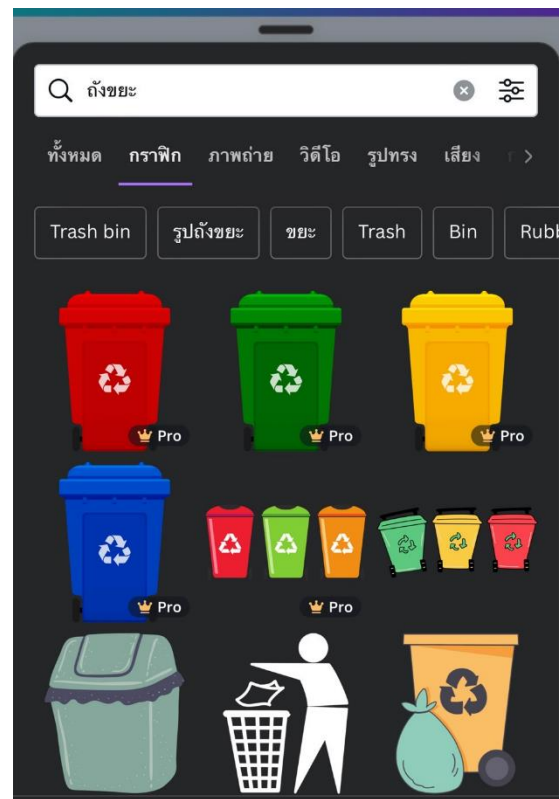 ถังขยะ
ทั้งหมด กราฟิก ภาพถ่าย วิดีโอ รูปทรง เสียง
Trash bin รูปถังขยะ ขยะ Trash Bin Rubb
Pro Pro Pro
Pro Pro